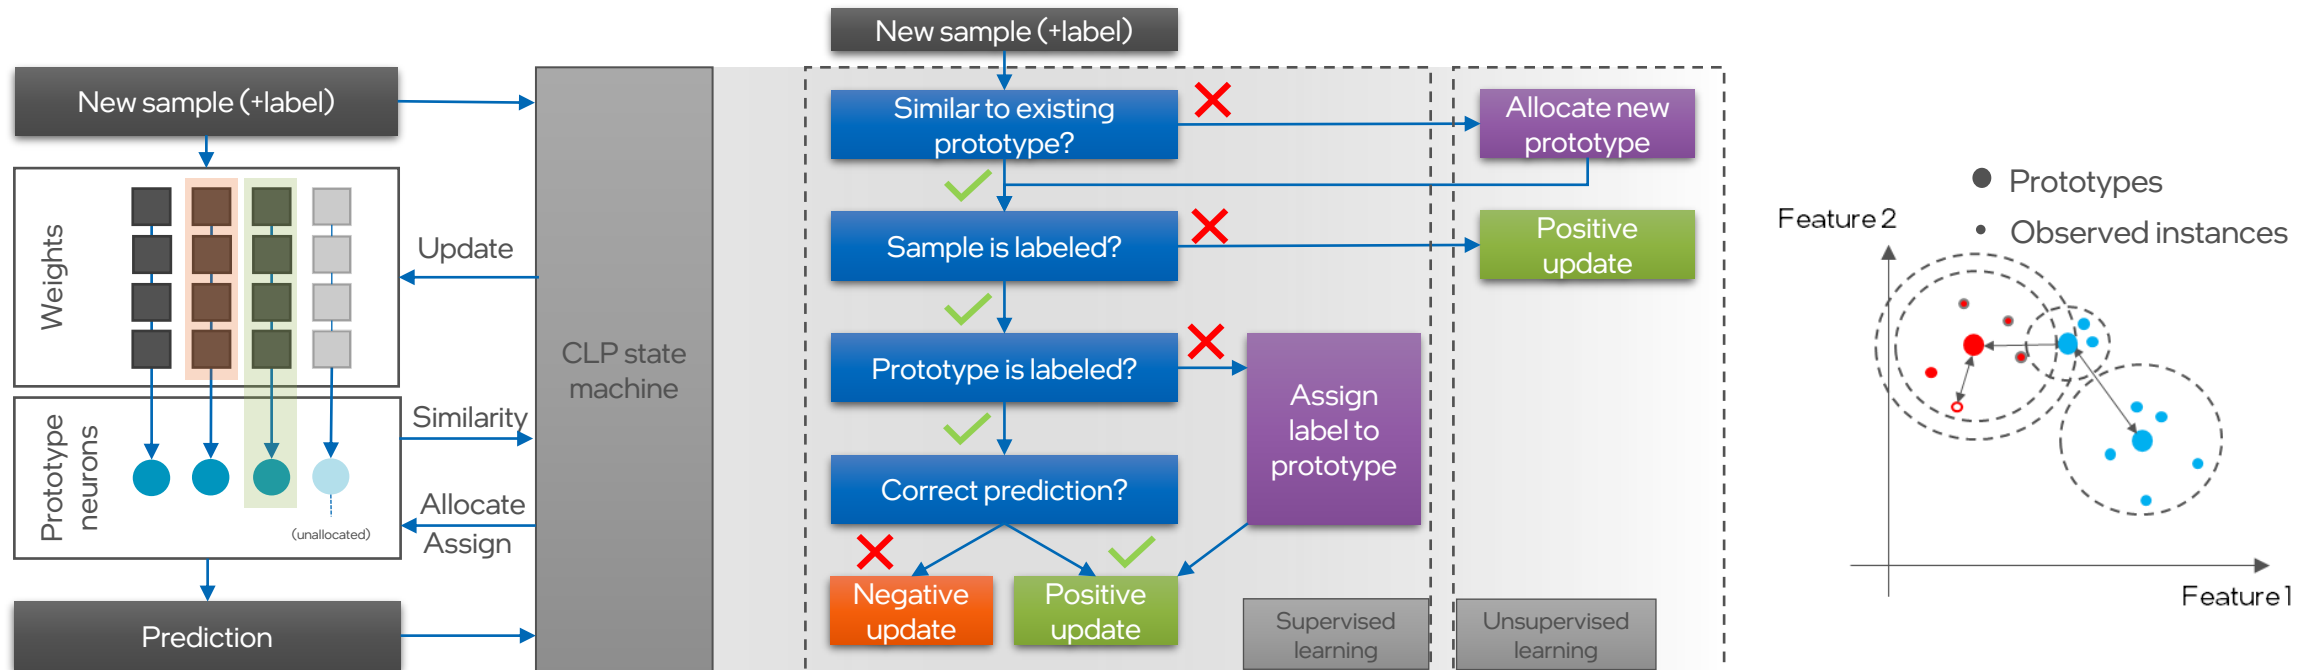 New sample (+label)
Weights
Prototype
neurons
(unallocated)
Prediction
Update
Similarity
Allocate
Assign
CLP state
machine
New sample (+label)
Similar to existing
prototype?
Allocate new
prototype
Sample is labeled?
Positive
update
Prototype is labeled?
Assign
label to
prototype
Correct prediction?
Negative
update
Positive
update
Supervised
learning
Unsupervised
learning
Prototypes
Feature 2
Observed instances
Feature 1